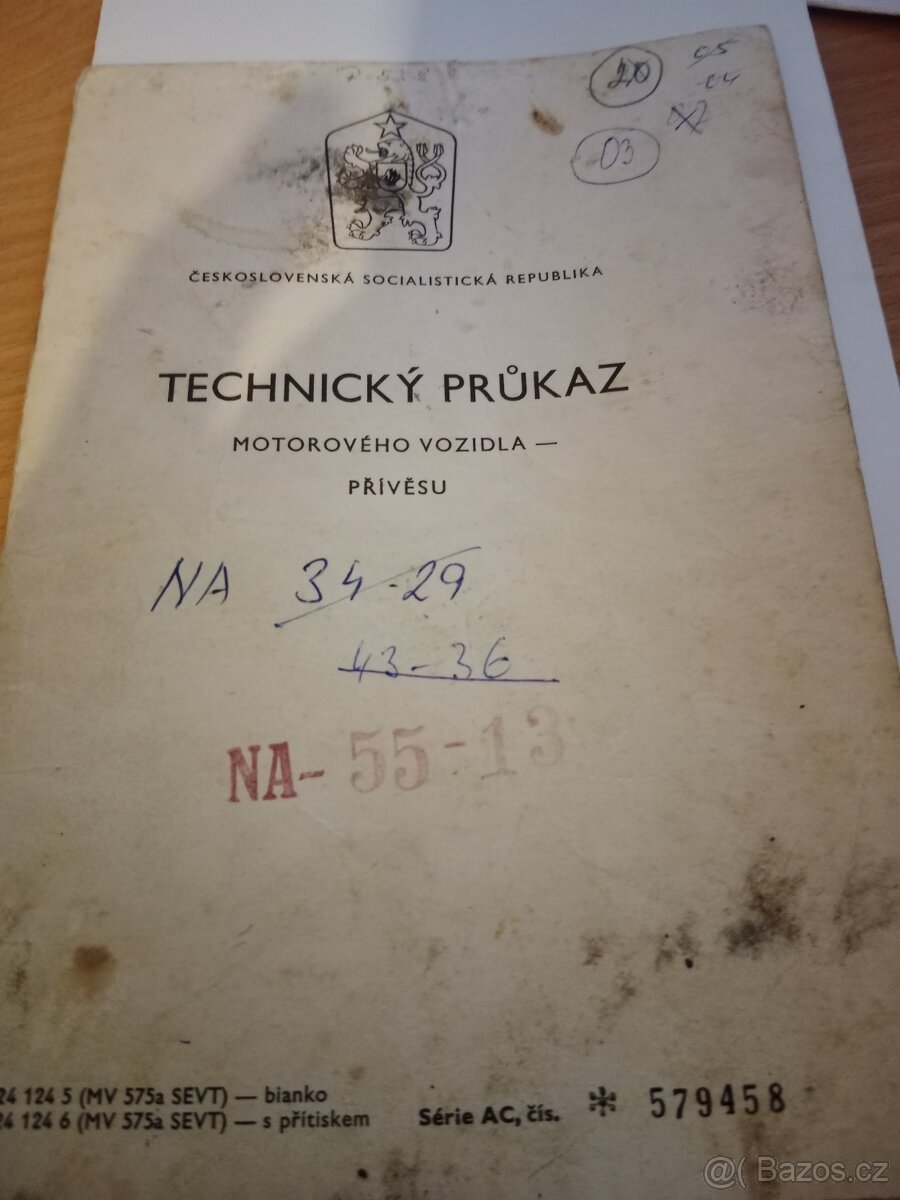 20
05
04
03
ČESKOSLOVENSKÁ SOCIALISTICKÁ REPUBLIKA
TECHNICKÝ PRŮKAZ
MOTOROVÉHO VOZIDLA —
PŘÍVĚSU
NA 34-29
43-36
NA- 55-13
24 124 5 (MV 575a SEVT) — bianko
24 124 6 (MV 575a SEVT) — s přítiskem
Série AC, čís. * 579458
@( Bazos.cz